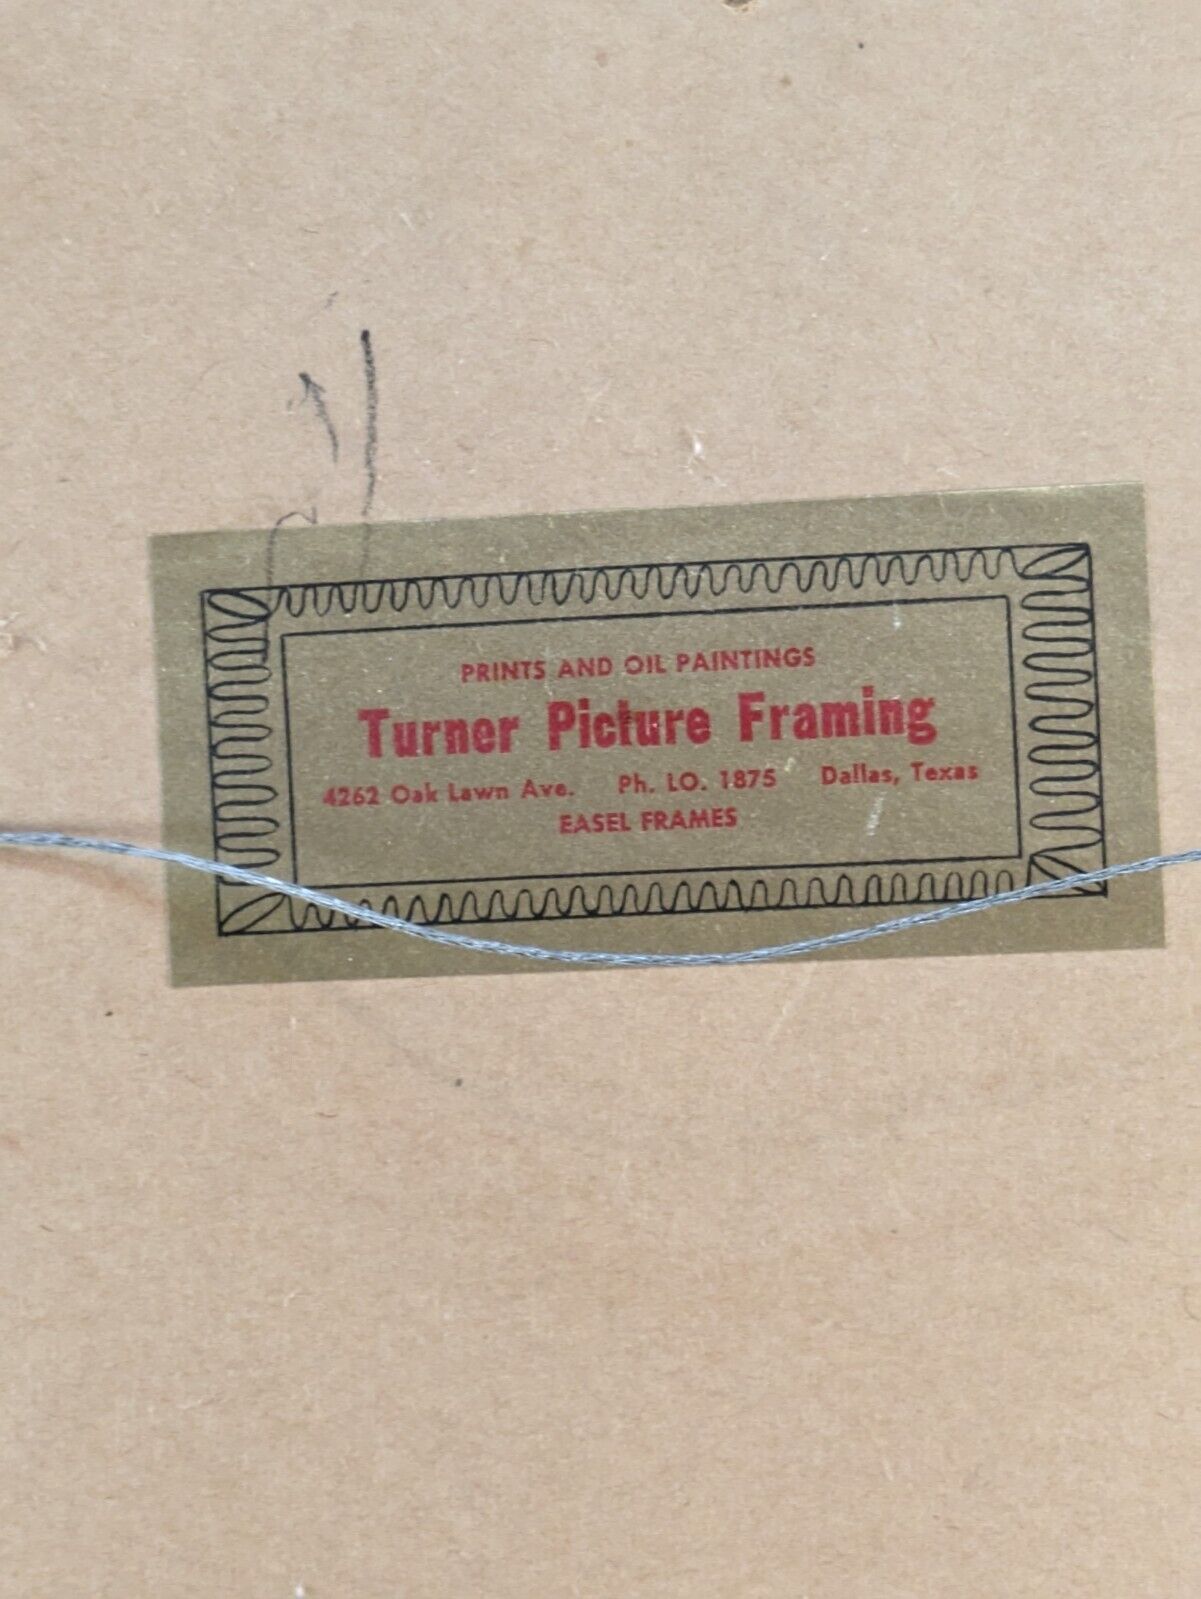 PRINTS AND OIL PAINTINGS
Turner Picture Framing
4262 Oak Lawn Ave. Ph. LO. 1875 Dallas, Texas
EASEL FRAMES